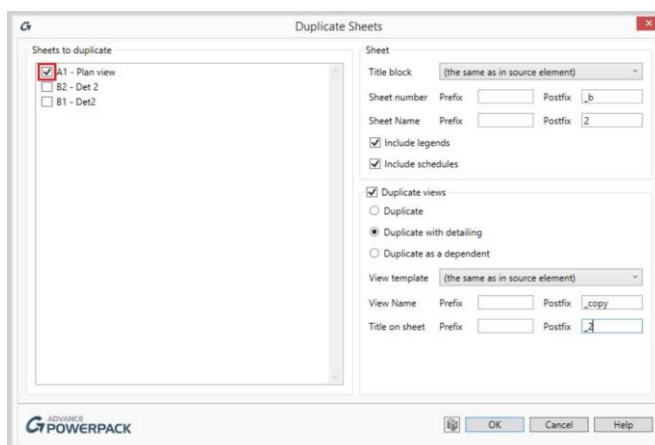 Duplicate Sheets
Sheets to duplicate
A1 - Plan view
B2 - Det 2
B1 - Det2
Sheet
Title block (the same as in source element)
Sheet number Prefix Postfix _b
Sheet Name Prefix Postfix 2
Include legends
Include schedules
Duplicate views
Duplicate
Duplicate with detailing
Duplicate as a dependent
View template (the same as in source element)
View Name Prefix Postfix _copy
Title on sheet Prefix Postfix _2
ADVANCE
POWERPACK
OK Cancel Help